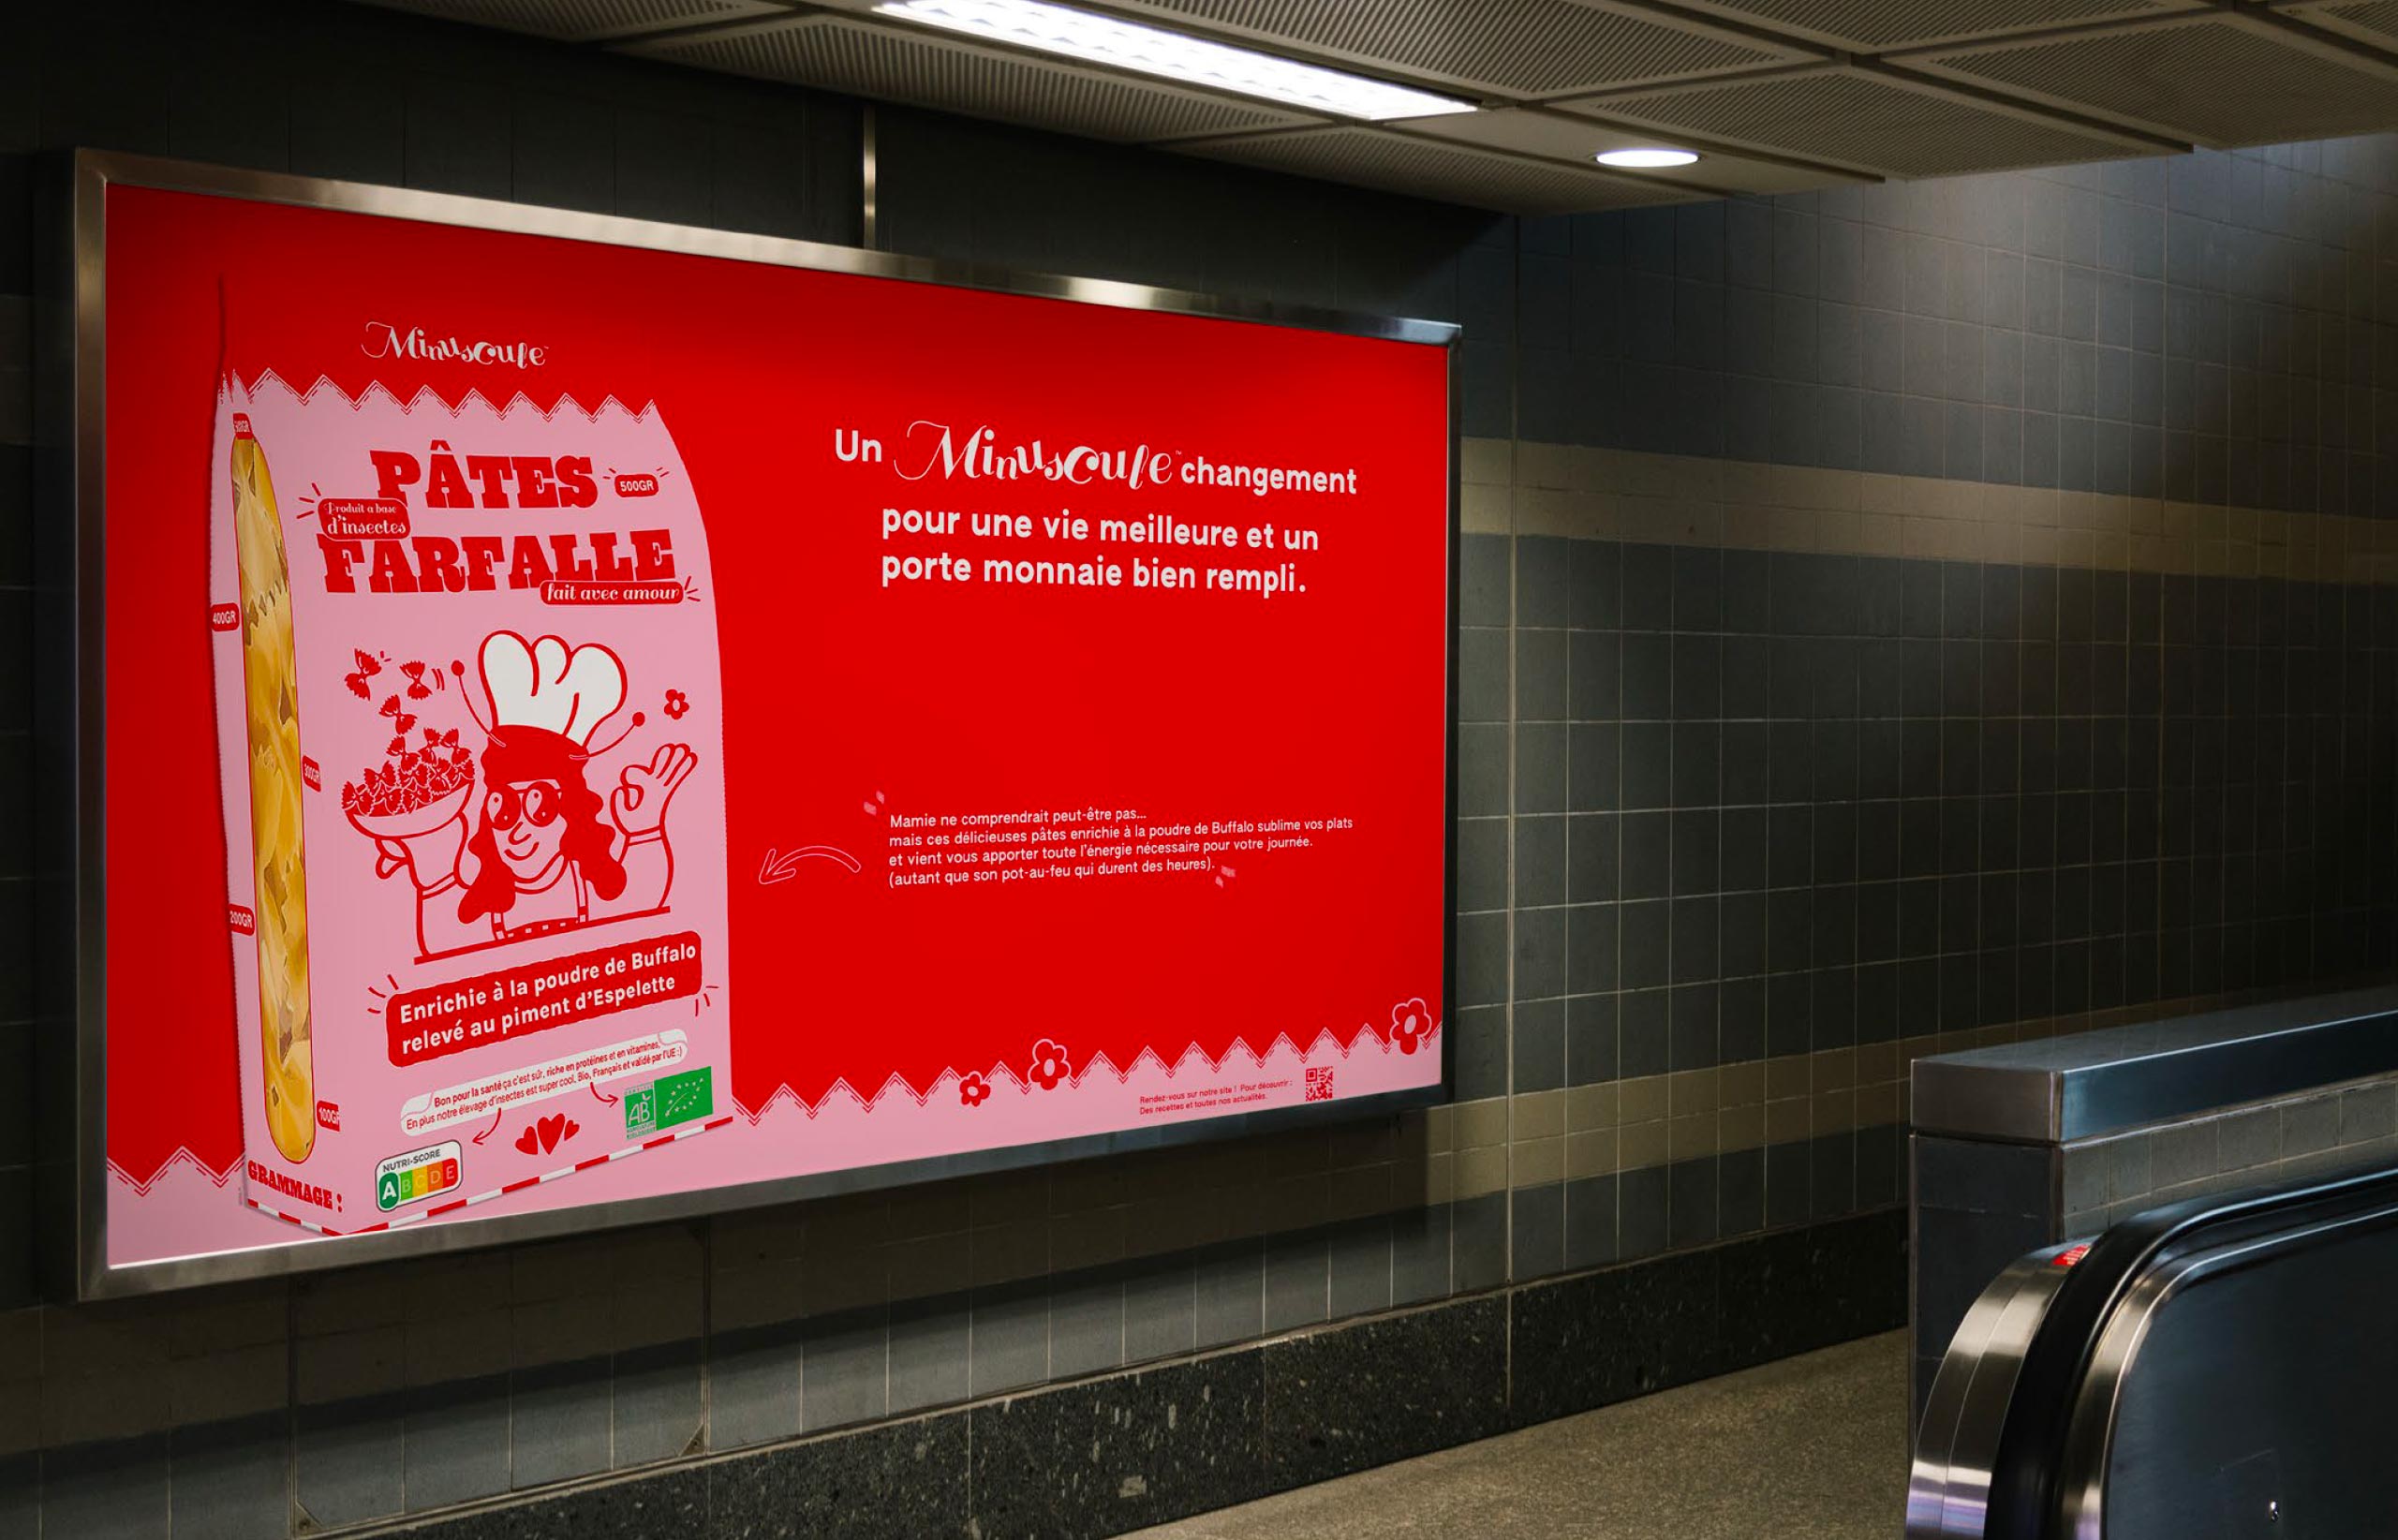 Minuscule
PÂTES
500GR
Produit a base
d'insectes
FARFALLE
fait avec amour
500GR
400GR
300GR
200GR
100GR
GRAMMAGE !
Enrichie à la poudre de Buffalo
relevé au piment d'Espelette
Bon pour la santé ça c'est sûr, riche en protéines et en vitamines,
En plus notre élevage d'insectes est super cool, Bio, Français et validé par l'UE :)
NUTRI-SCORE
A B C D E
AB
Un Minuscule changement
pour une vie meilleure et un
porte monnaie bien rempli.
Mamie ne comprendrait peut-être pas...
mais ces délicieuses pâtes enrichie à la poudre de Buffalo sublime vos plats
et vient vous apporter toute l'énergie nécessaire pour votre journée.
(autant que son pot-au-feu qui durent des heures).
Rendez-vous sur notre site ! Pour découvrir :
Des recettes et toutes nos actualités.